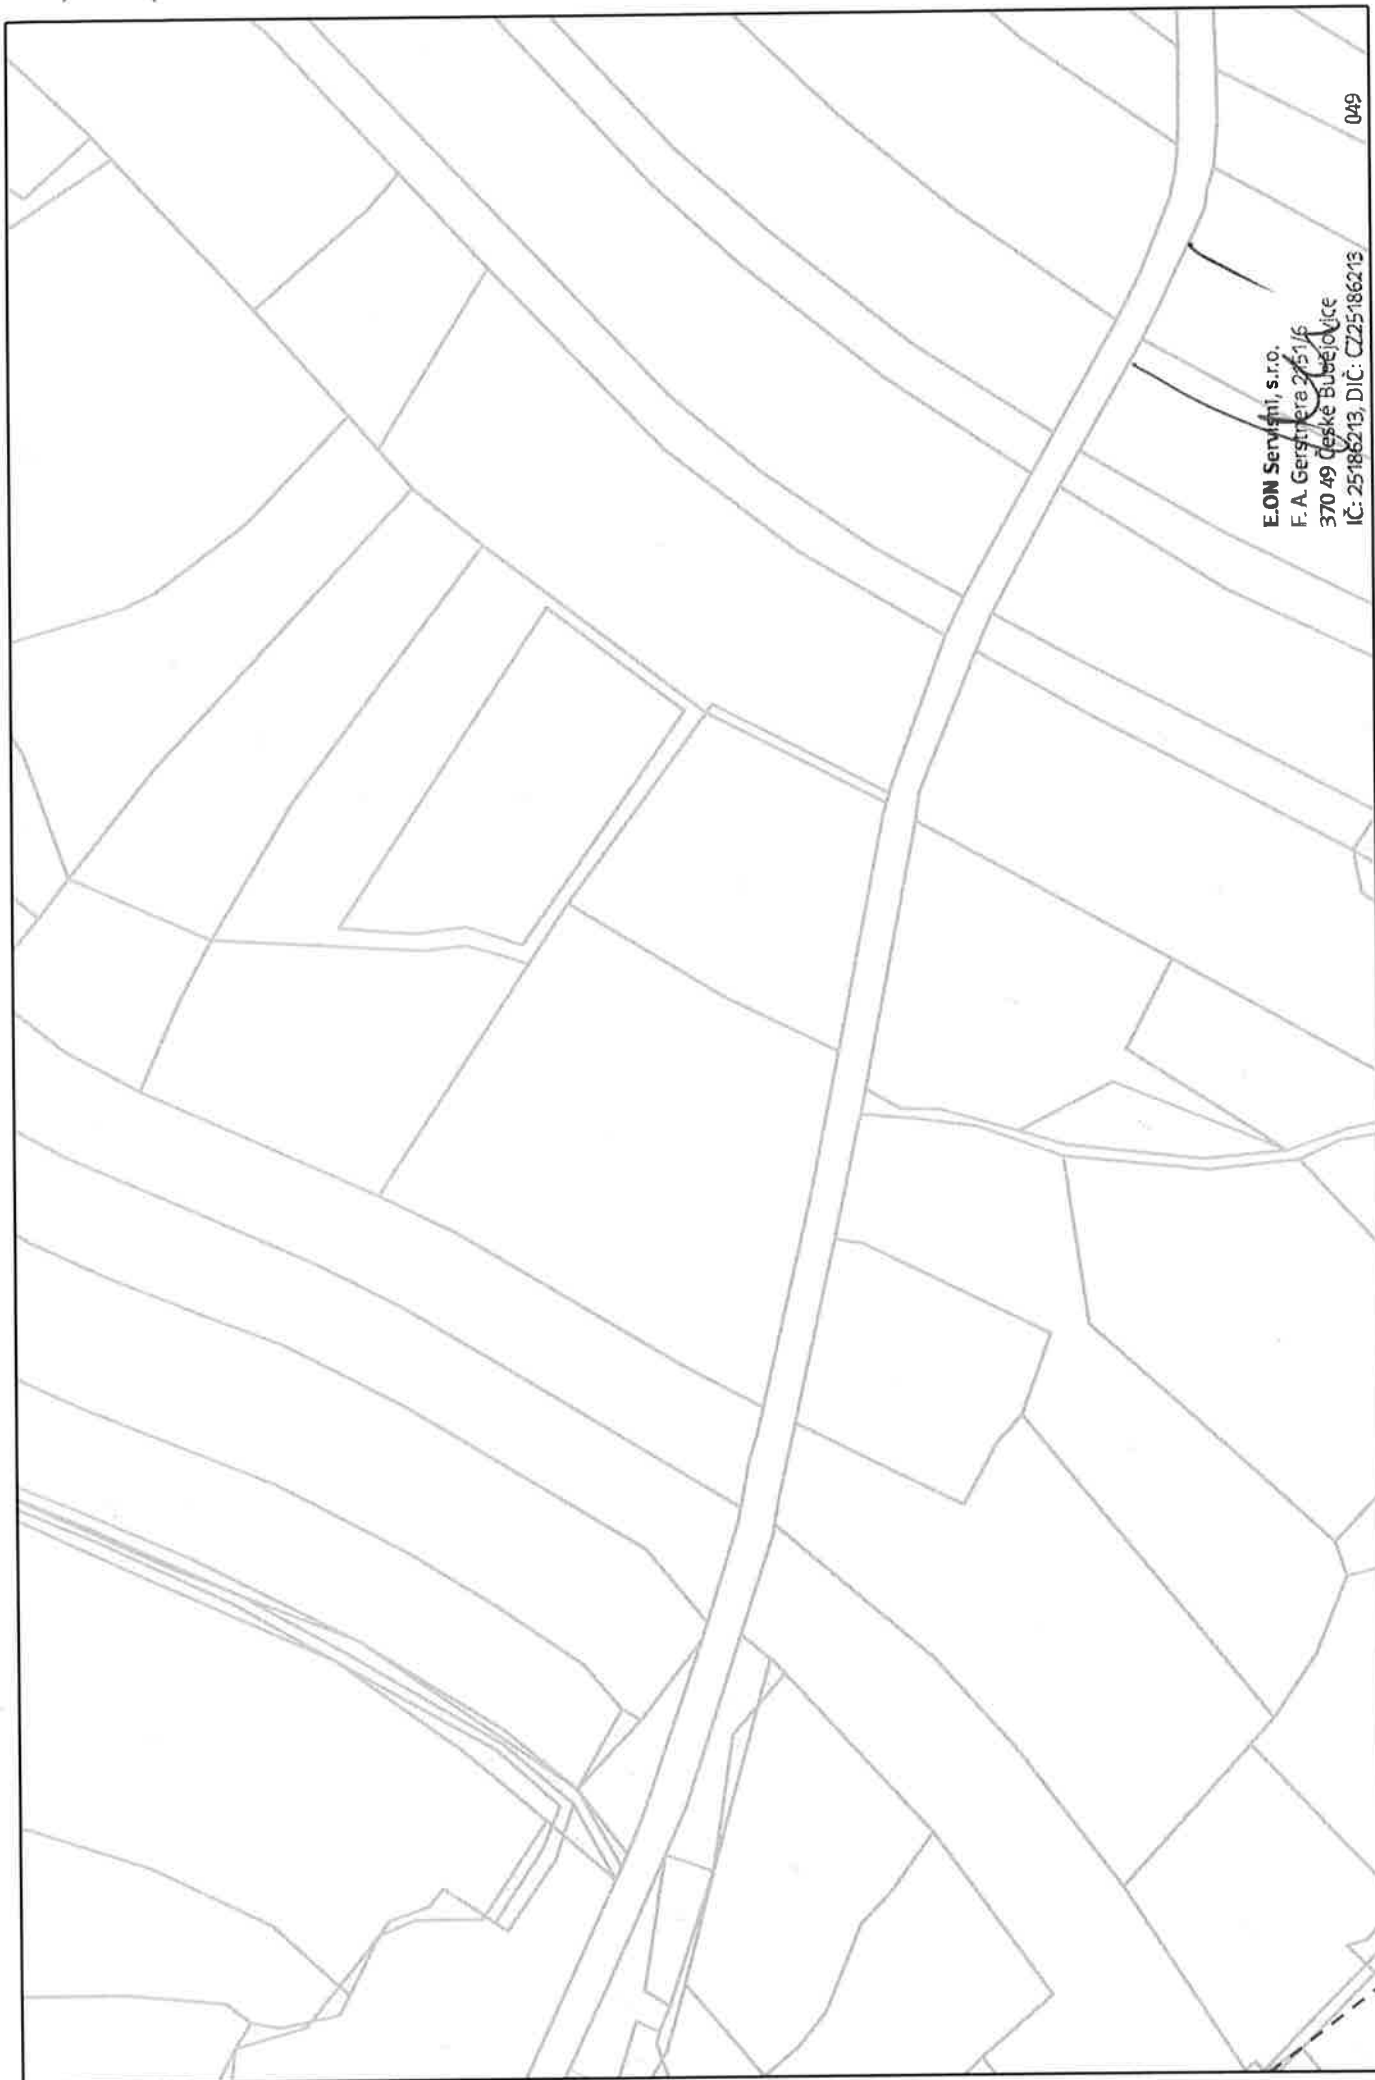 E.ON Servisní, s.r.o.
F. A. Gerstnera 2151/6
370 49 České Budějovice
IČ: 25186213, DIČ: CZ25186213 049